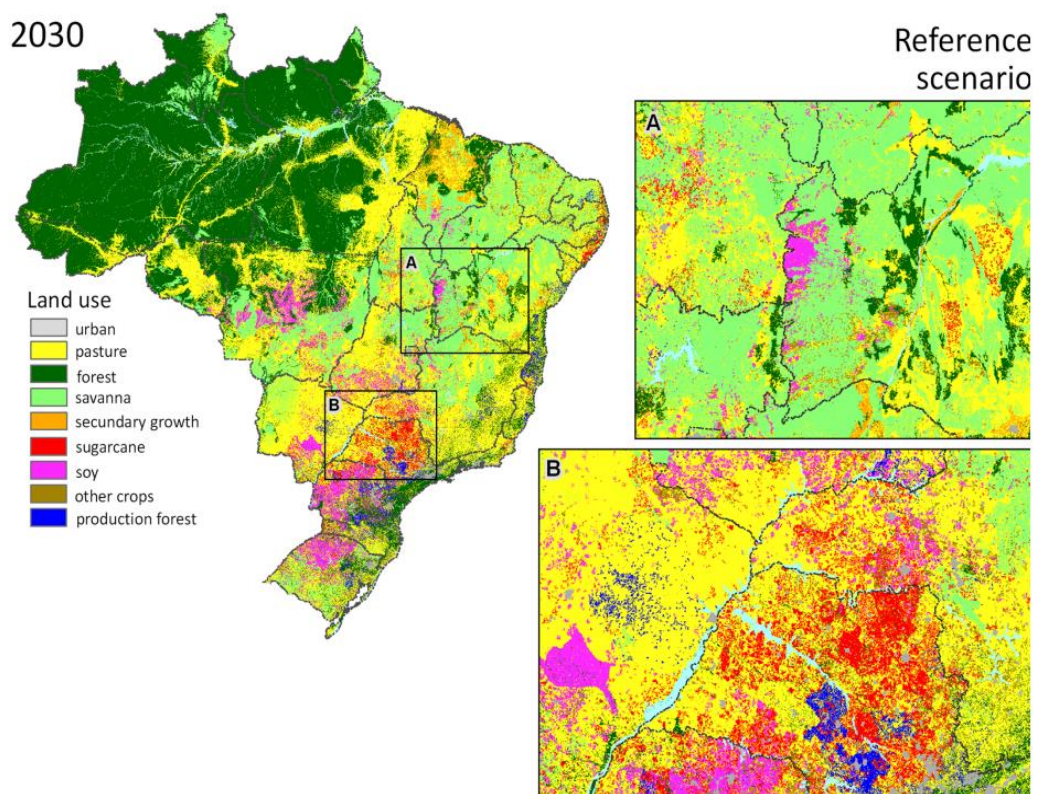 2030
Reference
scenario
A
A
Land use
urban
pasture
forest
savanna
secundary growth
sugarcane
soy
other crops
production forest
B
B